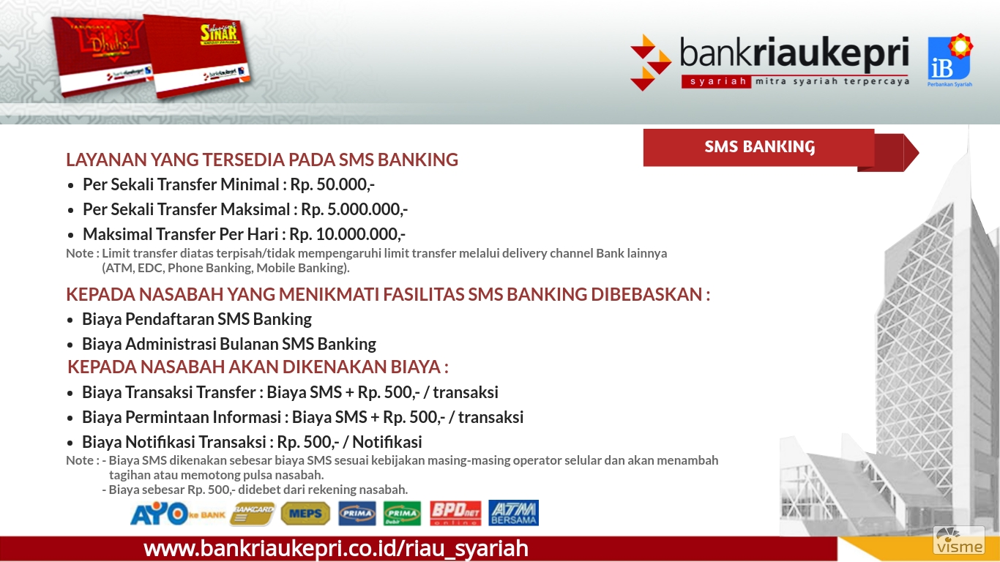 TABUNGAN iB
Dhuha
SINAR
bankriaukepri
bankriaukepri
bankriaukepri
syariah mitra syariah terpercaya
iB
Perbankan Syariah
SMS BANKING
LAYANAN YANG TERSEDIA PADA SMS BANKING
• Per Sekali Transfer Minimal : Rp. 50.000,-
• Per Sekali Transfer Maksimal : Rp. 5.000.000,-
• Maksimal Transfer Per Hari : Rp. 10.000.000,-
Note : Limit transfer diatas terpisah/tidak mempengaruhi limit transfer melalui delivery channel Bank lainnya
(ATM, EDC, Phone Banking, Mobile Banking).
KEPADA NASABAH YANG MENIKMATI FASILITAS SMS BANKING DIBEBASKAN :
• Biaya Pendaftaran SMS Banking
• Biaya Administrasi Bulanan SMS Banking
KEPADA NASABAH AKAN DIKENAKAN BIAYA :
• Biaya Transaksi Transfer : Biaya SMS + Rp. 500,- / transaksi
• Biaya Permintaan Informasi : Biaya SMS + Rp. 500,- / transaksi
• Biaya Notifikasi Transaksi : Rp. 500,- / Notifikasi
Note : - Biaya SMS dikenakan sebesar biaya SMS sesuai kebijakan masing-masing operator selular dan akan menambah
tagihan atau memotong pulsa nasabah.
- Biaya sebesar Rp. 500,- didebet dari rekening nasabah.
AYO ke BANK
BANKCARD
MEPS
PRIMA
PRIMA
Debit
BPDnet
online
ATM
BERSAMA
www.bankriaukepri.co.id/riau_syariah
visme